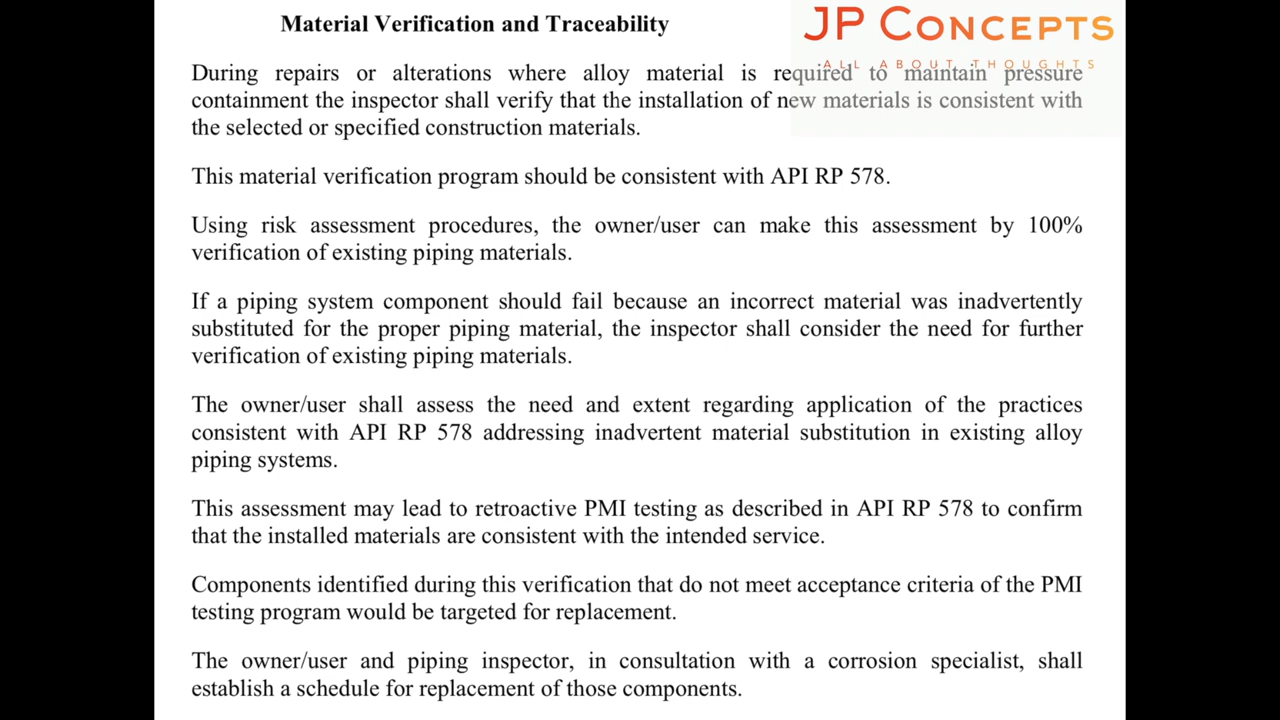 Material Verification and Traceability
JP CONCEPTS
ALL ABOUT THOUGHTS
During repairs or alterations where alloy material is required to maintain pressure
containment the inspector shall verify that the installation of new materials is consistent with
the selected or specified construction materials.
This material verification program should be consistent with API RP 578.
Using risk assessment procedures, the owner/user can make this assessment by 100%
verification of existing piping materials.
If a piping system component should fail because an incorrect material was inadvertently
substituted for the proper piping material, the inspector shall consider the need for further
verification of existing piping materials.
The owner/user shall assess the need and extent regarding application of the practices
consistent with API RP 578 addressing inadvertent material substitution in existing alloy
piping systems.
This assessment may lead to retroactive PMI testing as described in API RP 578 to confirm
that the installed materials are consistent with the intended service.
Components identified during this verification that do not meet acceptance criteria of the PMI
testing program would be targeted for replacement.
The owner/user and piping inspector, in consultation with a corrosion specialist, shall
establish a schedule for replacement of those components.